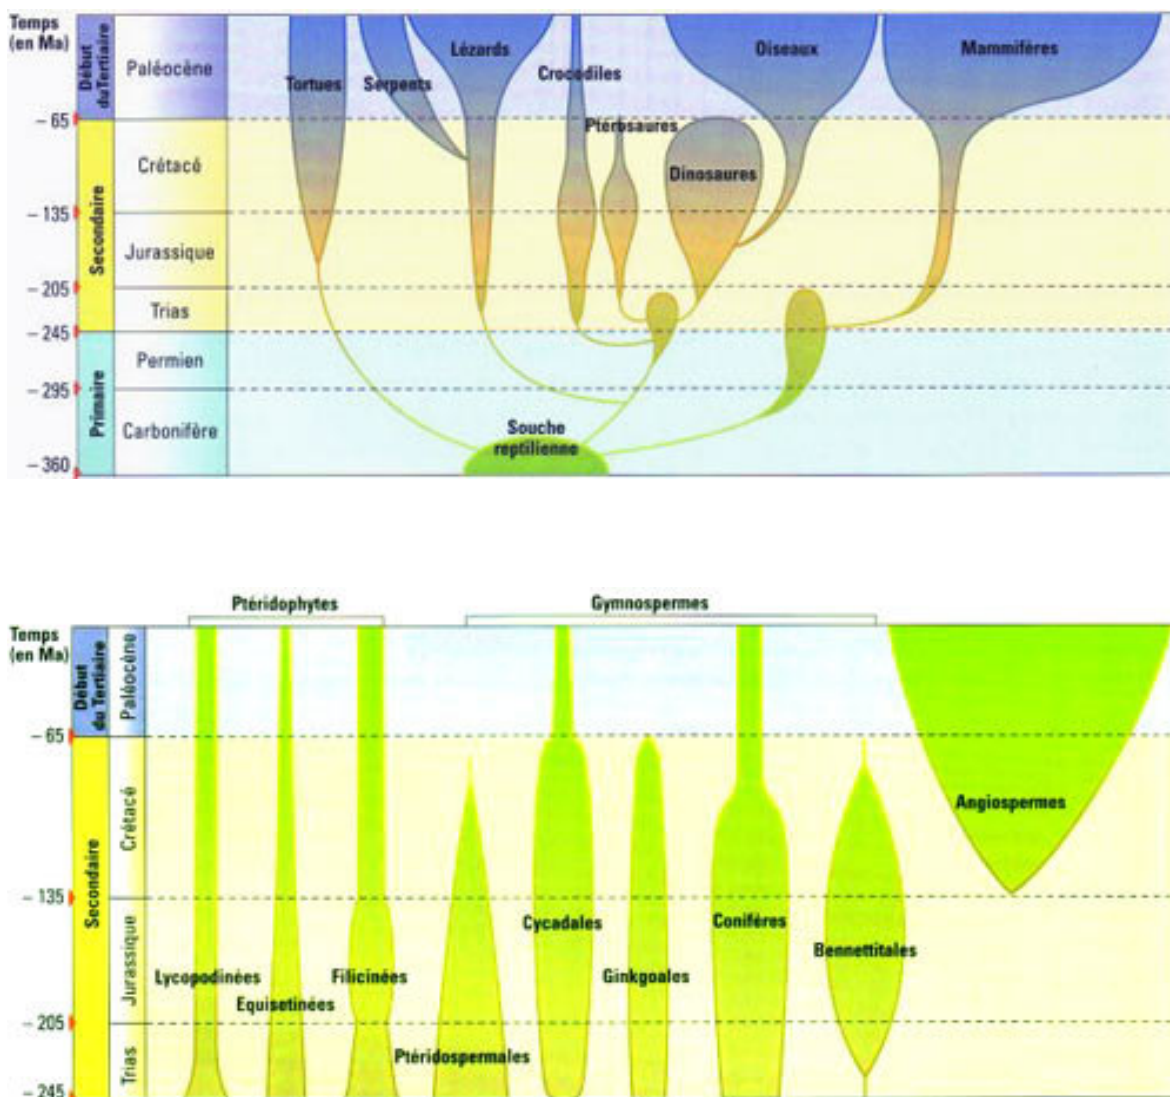 Temps
(en Ma)
Début
du Tertiaire
Paléocène
Tortues
Serpents
Lézards
Crocodiles
Oiseaux
Mammifères
– 65
Ptérosaures
Secondaire
Crétacé
Dinosaures
– 135
Jurassique
– 205
Trias
– 245
Primaire
Permien
– 295
Carbonifère
Souche
reptilienne
– 360
Ptéridophytes
Gymnospermes
Temps
(en Ma)
Début
du Tertiaire
Paléocène
– 65
Secondaire
Crétacé
Angiospermes
– 135
Jurassique
Cycadales
Conifères
Bennettitales
Lycopodinées
Filicinées
Ginkgoales
Equisetinées
– 205
Trias
Ptéridospermales
– 245